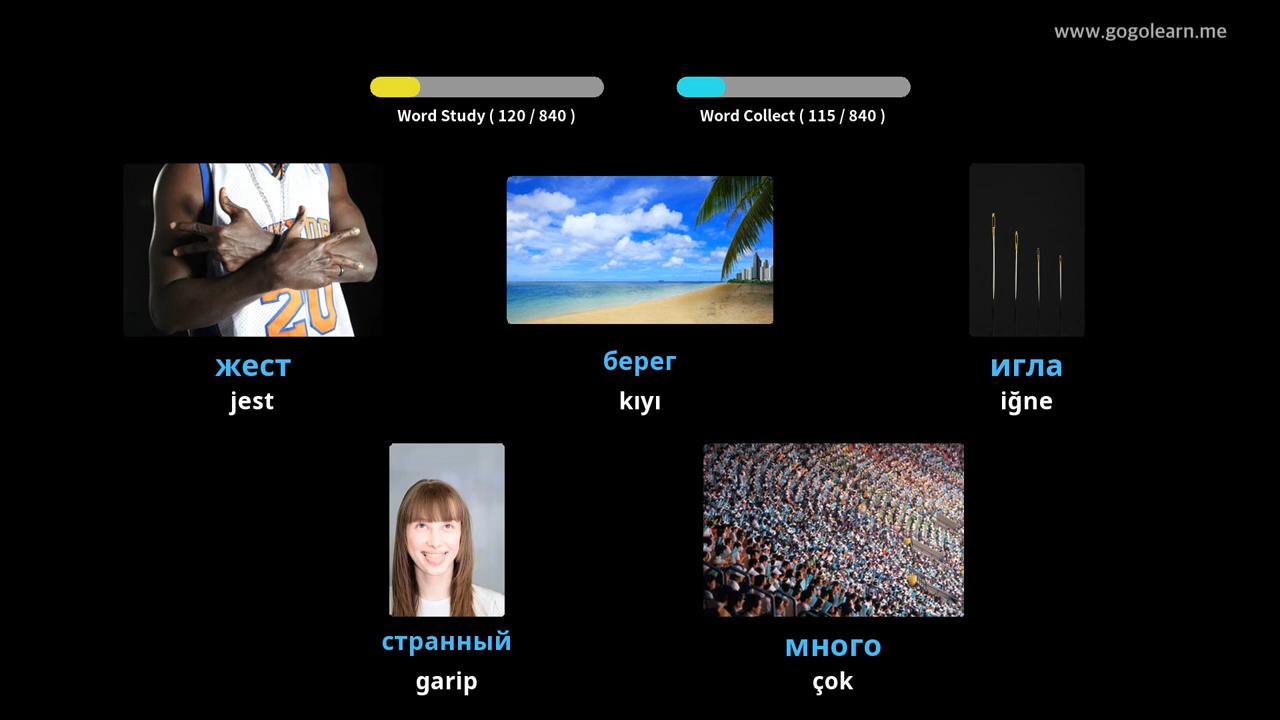 www.gogolearn.me
Word Study ( 120 / 840 )
Word Collect ( 115 / 840 )
жест
jest
берег
kıyı
игла
iğne
20
странный
garip
много
çok